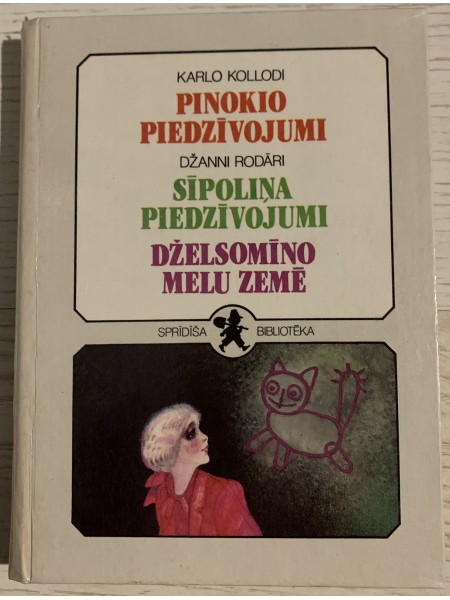 KARLO KOLLODI
PINOKIO
PIEDZĪVOJUMI
DŽANNI RODĀRI
SĪPOLIŅA
PIEDZĪVOJUMI
DŽELSOMĪNO
MELU ZEMĒ
SPRĪDĪŠA BIBLIOTĒKA